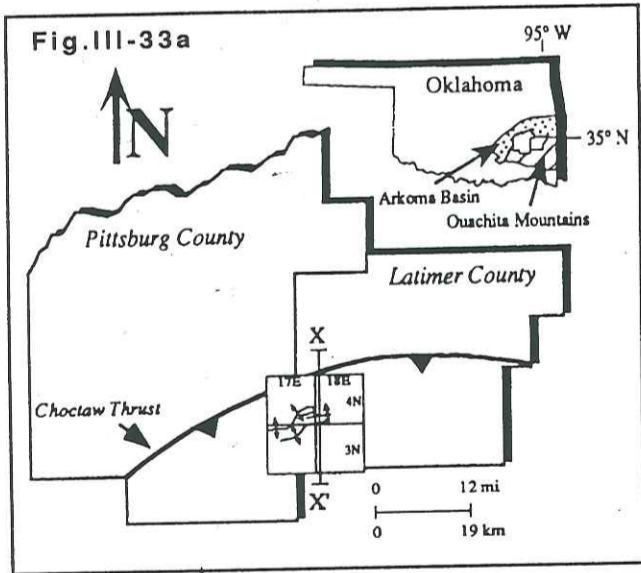 Fig.III-33a
95° W
Oklahoma
N
35° N
Arkoma Basin
Ouachita Mountains
Pittsburg County
Latimer County
X
17E 18E
4N
Choctaw Thrust
3N
X'
0 12 mi
0 19 km